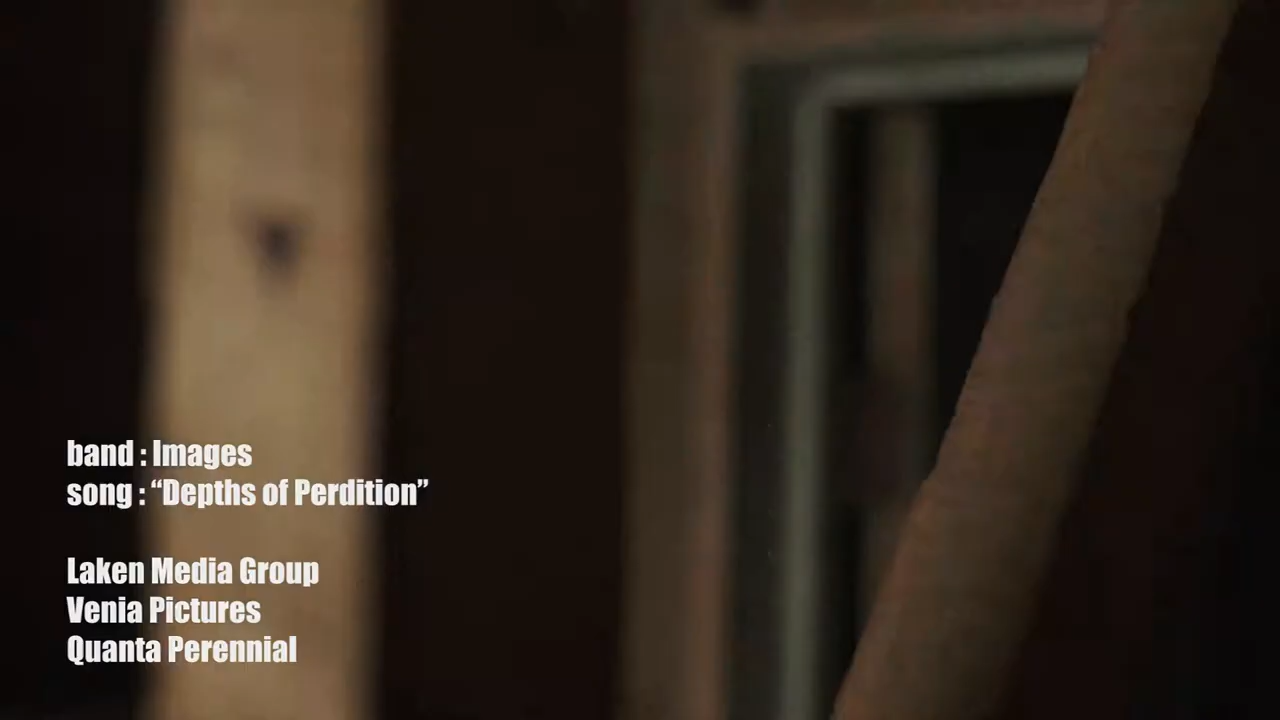 band : Images
song : “Depths of Perdition”
Laken Media Group
Venia Pictures
Quanta Perennial